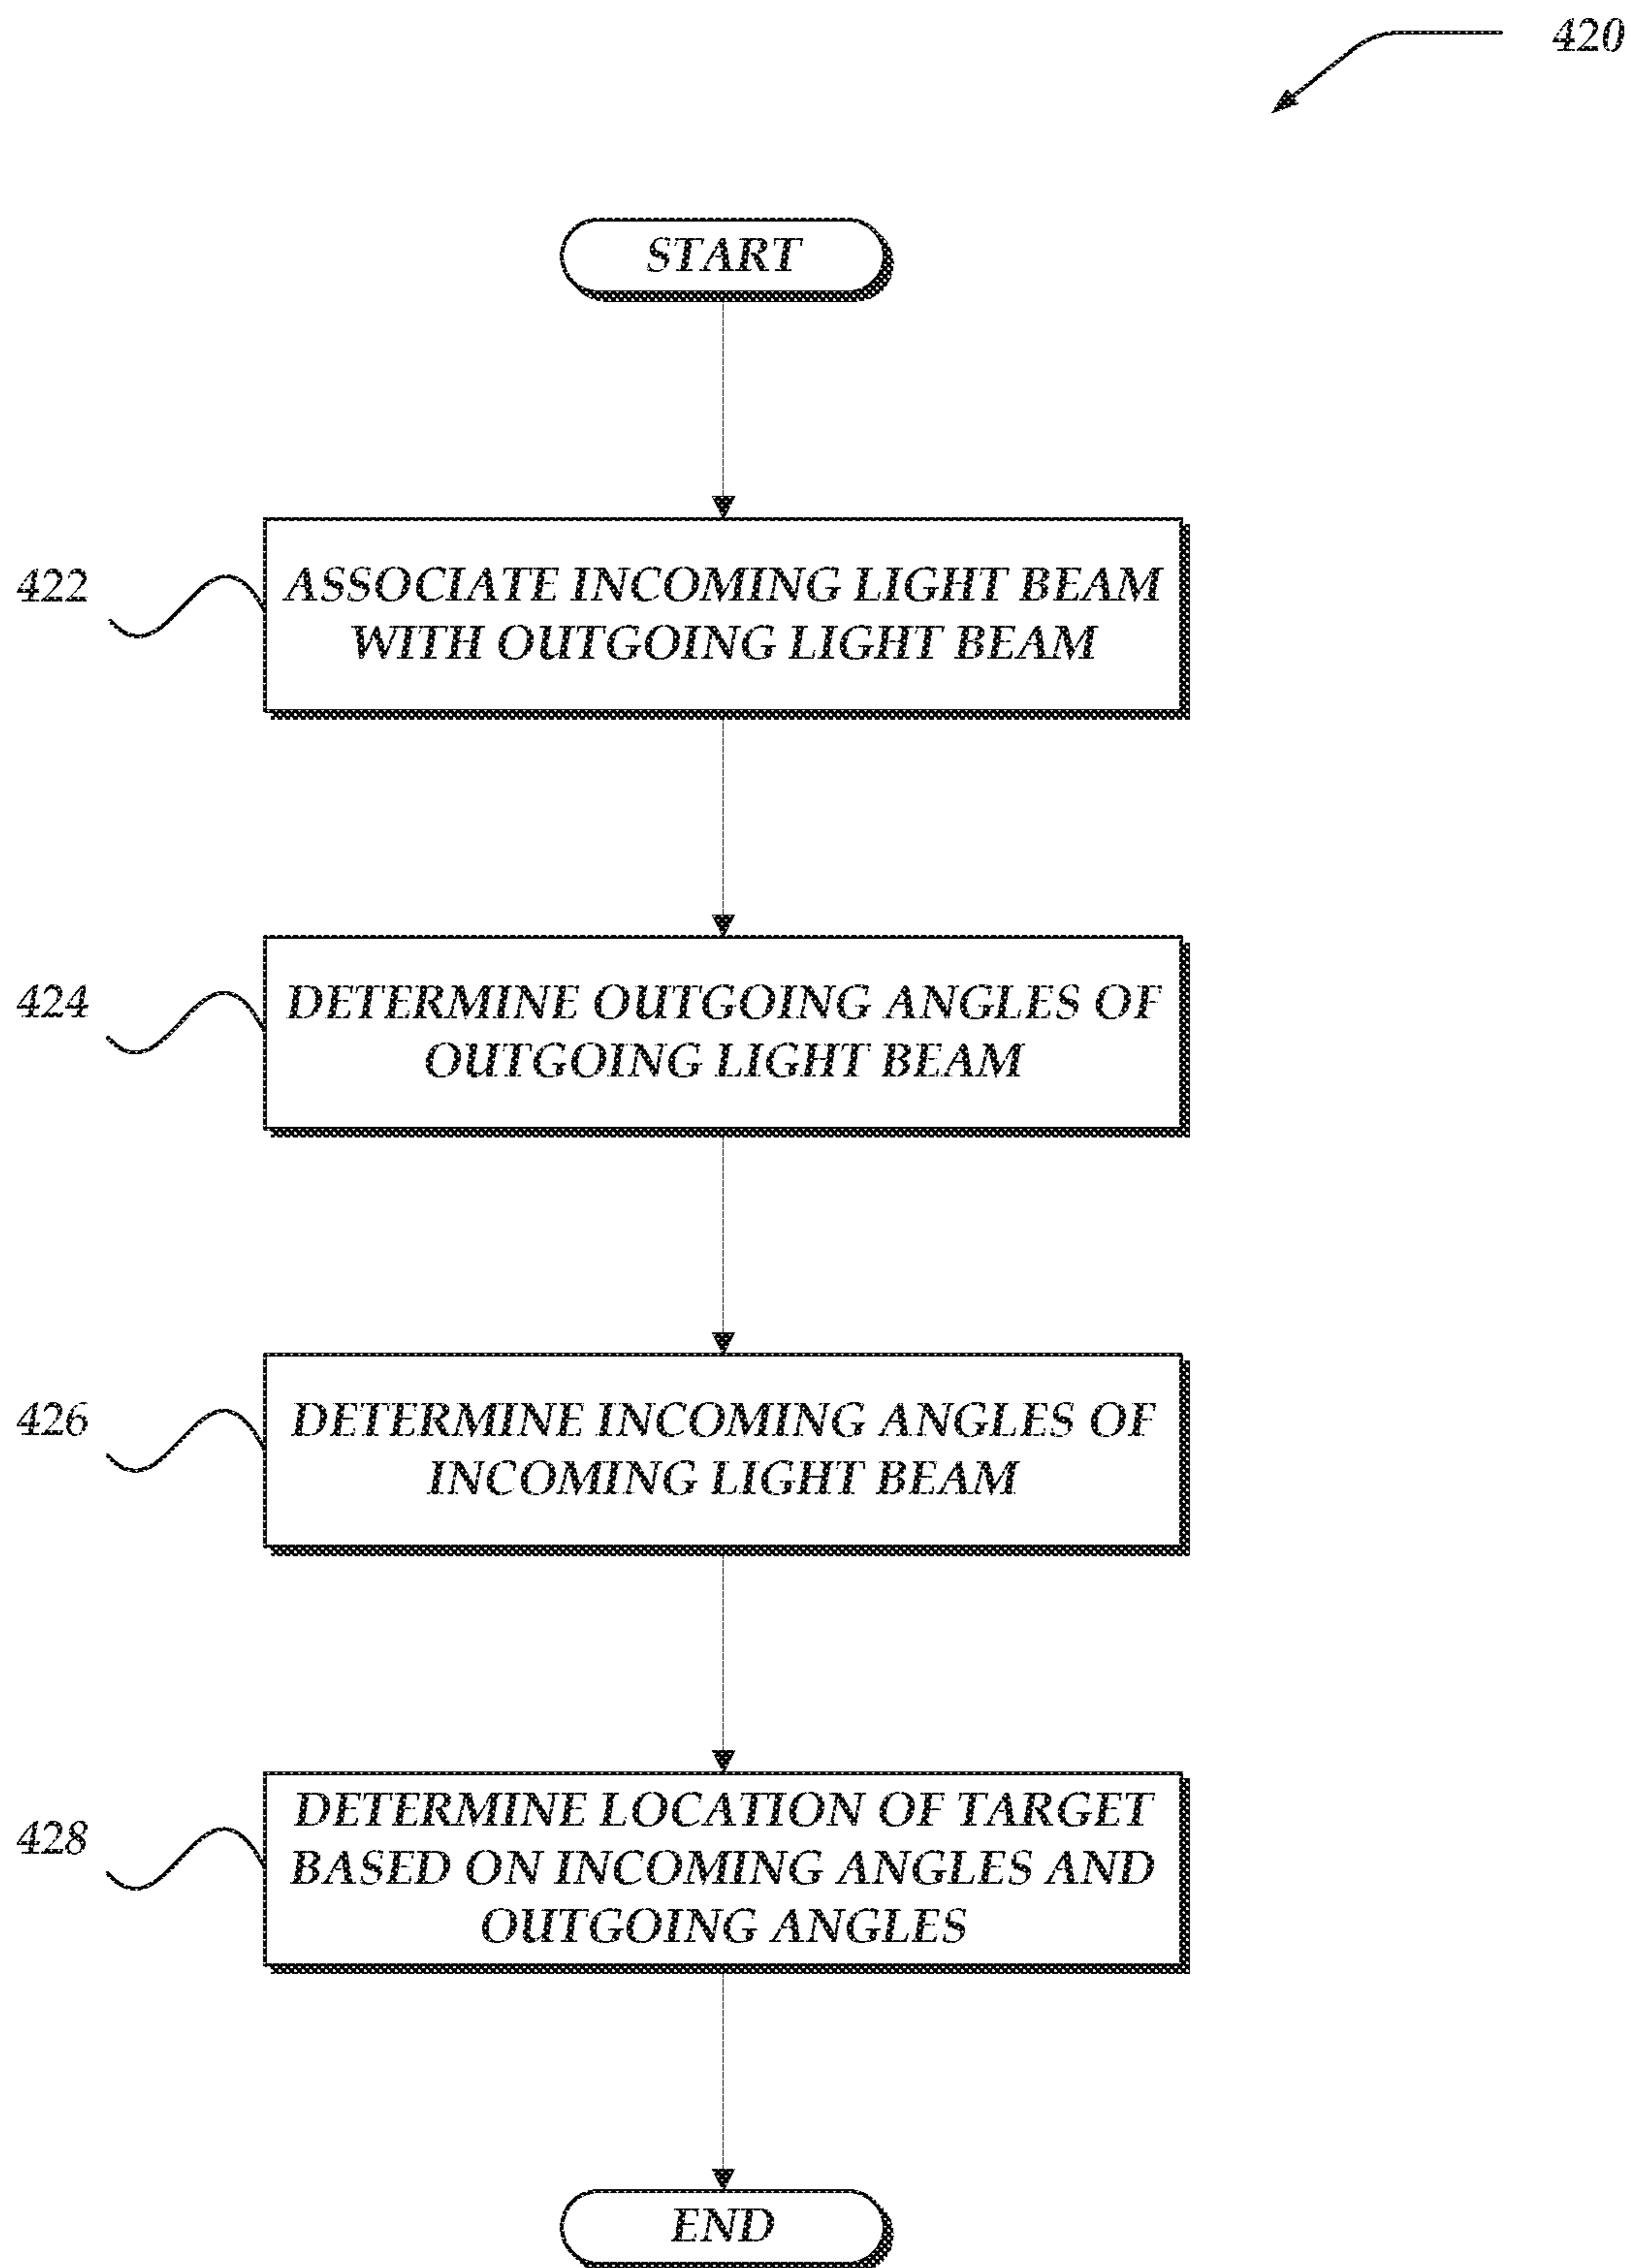 420
START
422
ASSOCIATE INCOMING LIGHT BEAM
WITH OUTGOING LIGHT BEAM
424
DETERMINE OUTGOING ANGLES OF
OUTGOING LIGHT BEAM
426
DETERMINE INCOMING ANGLES OF
INCOMING LIGHT BEAM
428
DETERMINE LOCATION OF TARGET
BASED ON INCOMING ANGLES AND
OUTGOING ANGLES
END